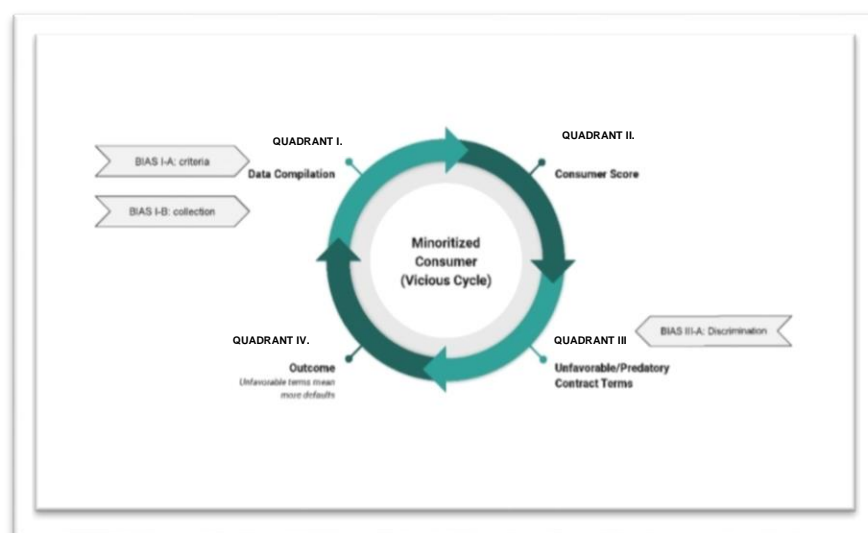 QUADRANT I.
QUADRANT II.
BIAS I-A: criteria
Data Compilation
Consumer Score
BIAS I-B: collection
Minoritized
Consumer
(Vicious Cycle)
QUADRANT IV.
QUADRANT III
BIAS III-A: Discrimination
Outcome
Unfavorable terms mean
more defaults
Unfavorable/Predatory
Contract Terms